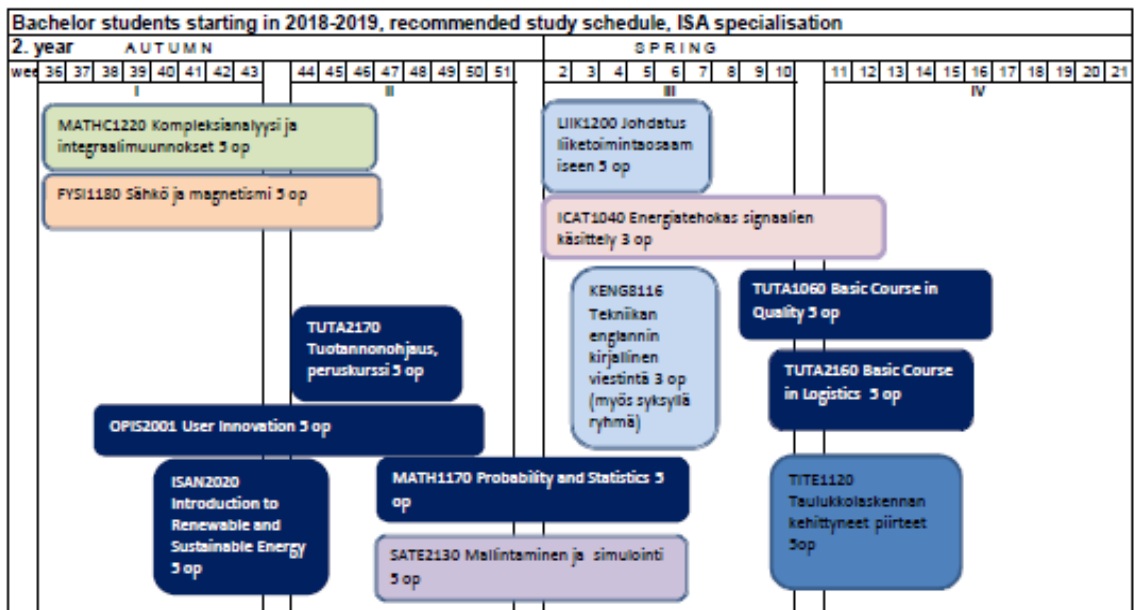 Bachelor students starting in 2018-2019, recommended study schedule, ISA specialisation
2. year AUTUMN SPRING
wee 36 37 38 39 40 41 42 43 44 45 46 47 48 49 50 51 2 3 4 5 6 7 8 9 10 11 12 13 14 15 16 17 18 19 20 21
I II III IV
MATHC1220 Kompleksianalyysi ja
integraalimuunnokset 5 op
FYSI1180 Sähkö ja magnetismi 5 op
LIIK1200 Johdatus
liiketoimintaosaam
iseen 5 op
ICAT1040 Energiatehokas signaalien
käsittely 3 op
KENG8116
Tekniikan
englannin
kirjallinen
viestintä 3 op
(myös syksyllä
ryhmä)
TUTA1060 Basic Course in
Quality 5 op
TUTA2170
Tuotannonohjaus,
peruskurssi 5 op
TUTA2160 Basic Course
in Logistics 5 op
OPIS2001 User Innovation 5 op
ISAN2020
Introduction to
Renewable and
Sustainable Energy
5 op
MATH1170 Probability and Statistics 5
op
TITE1120
Taulukkolaskennan
kehittyneet piirteet
5op
SATE2130 Mallintaminen ja simulointi
5 op